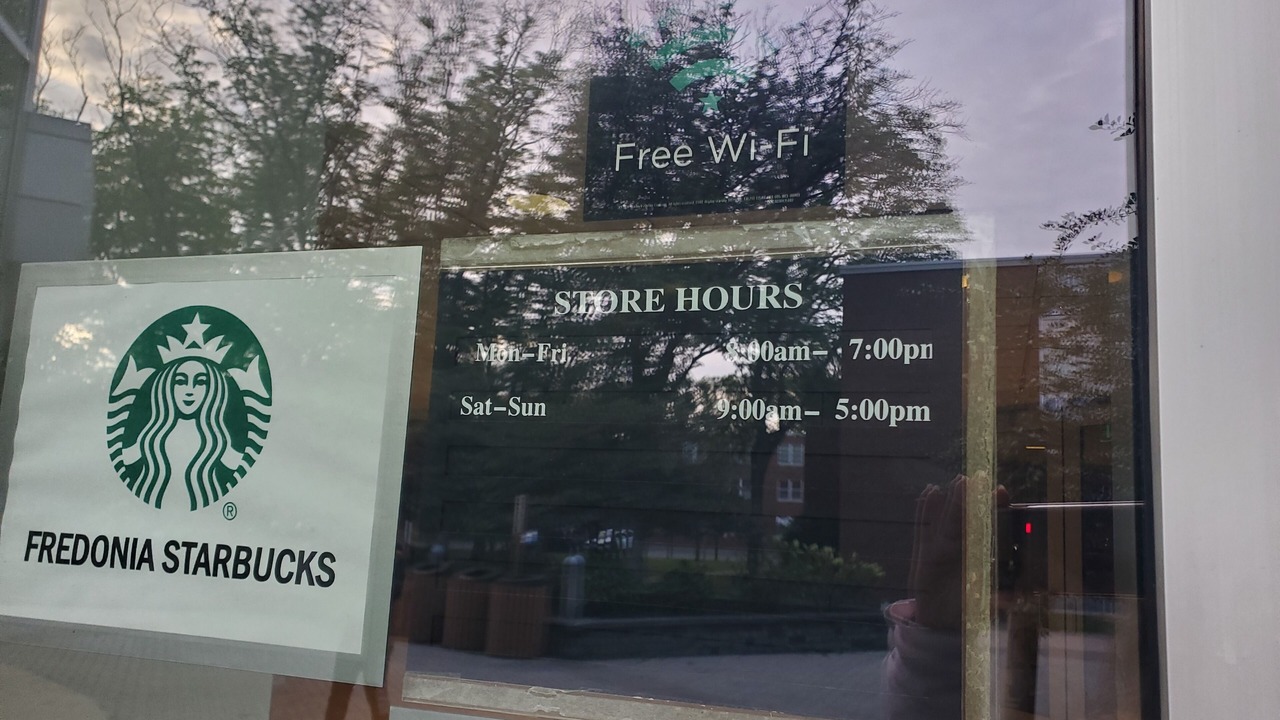 Free Wi-Fi
STORE HOURS
Mon-Fri 8:00am- 7:00pm
Sat-Sun 9:00am- 5:00pm
®
FREDONIA STARBUCKS